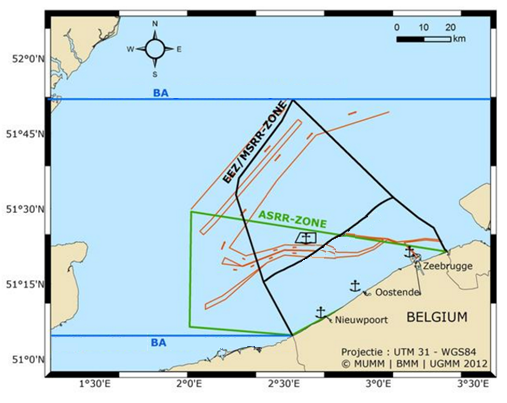 N
W E
S
0 10 20
km
52°0'N
BA
51°45'N
EEZ/MSRR-ZONE
51°30'N
ASRR-ZONE
Zeebrugge
51°15'N
Oostende
Nieuwpoort
BELGIUM
BA
51°0'N
Projectie : UTM 31 - WGS84
© MUMM | BMM | UGMM 2012
1°30'E 2°0'E 2°30'E 3°0'E 3°30'E